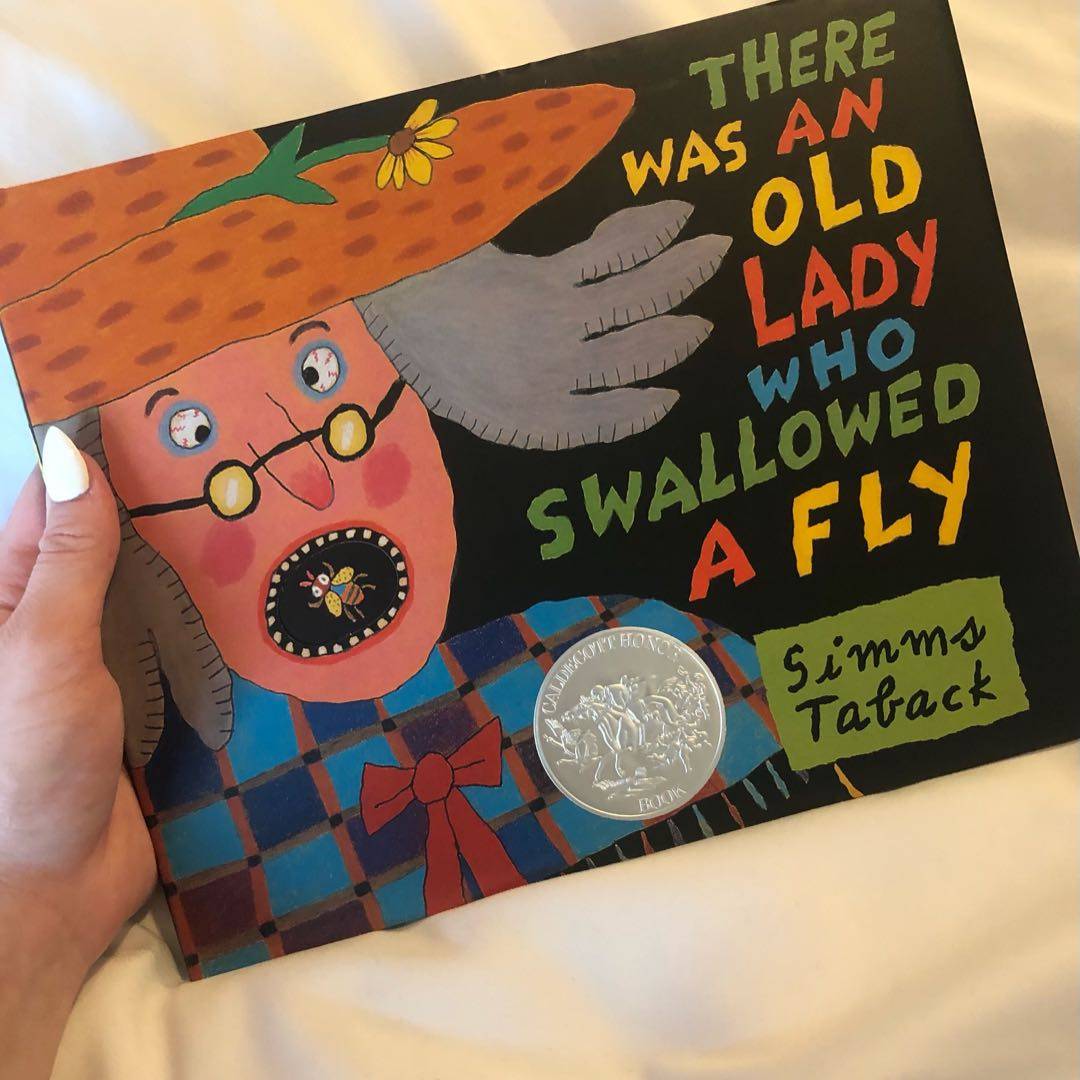 THERE
WAS AN
OLD
LADY
WHO
SWALLOWED
A FLY
Simms
Taback
CALDECOTT HONOR
BOOK